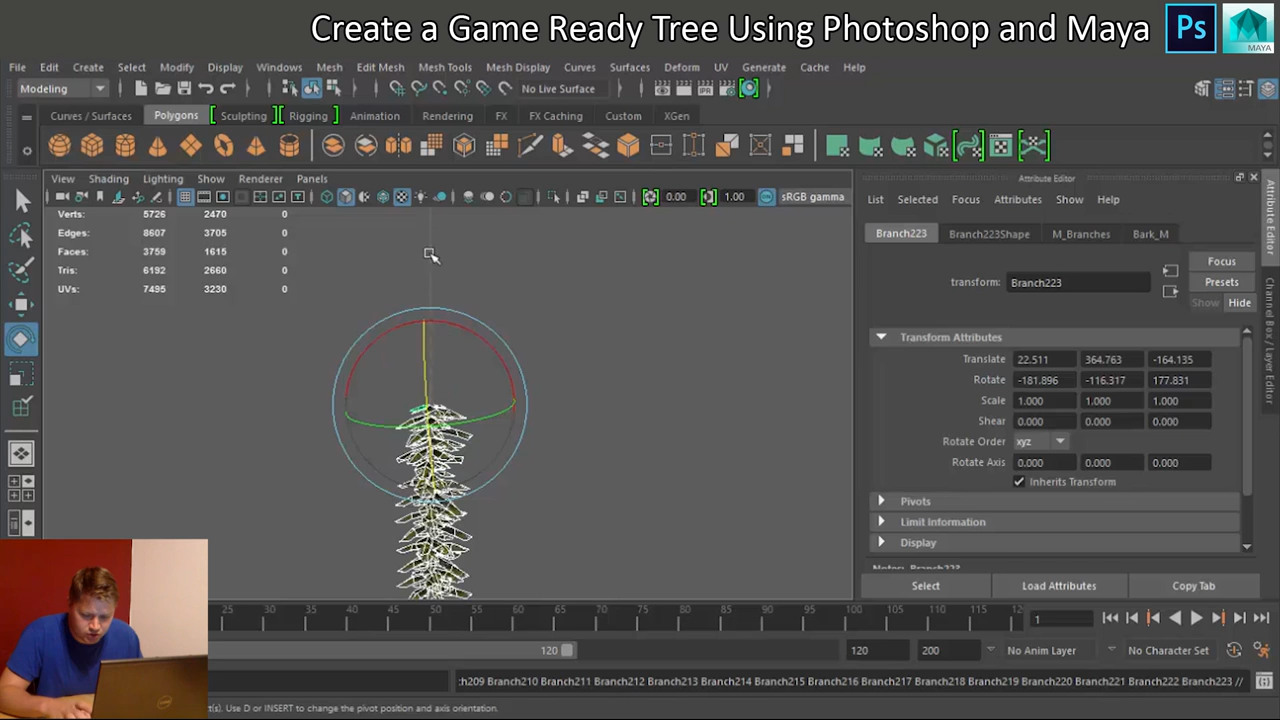 Create a Game Ready Tree Using Photoshop and Maya
Ps
MAYA
File Edit Create Select Modify Display Windows Mesh Edit Mesh Mesh Tools Mesh Display Curves Surfaces Deform UV Generate Cache Help
Modeling
No Live Surface
Curves / Surfaces Polygons Sculpting Rigging Animation Rendering FX FX Caching Custom XGen
View Shading Lighting Show Renderer Panels
0.00 1.00 sRGB gamma
Verts: 5726 2470 0
Edges: 8607 3705 0
Faces: 3759 1615 0
Tris: 6192 2660 0
UVs: 7495 3230 0
Attribute Editor
List Selected Focus Attributes Show Help
Branch223 Branch223Shape M_Branches Bark_M
Focus
transform: Branch223
Presets
Show Hide
Transform Attributes
Translate 22.511 364.763 -164.135
Rotate -181.896 -116.317 177.831
Scale 1.000 1.000 1.000
Shear 0.000 0.000 0.000
Rotate Order xyz
Rotate Axis 0.000 0.000 0.000
Inherits Transform
Pivots
Limit Information
Display
Notes: Branch223
Select Load Attributes Copy Tab
Attribute Editor
Channel Box / Layer Editor
25 30 35 40 45 50 55 60 65 70 75 80 85 90 95 100 105 110 115 12
1
120 120 200 No Anim Layer No Character Set
:h209 Branch210 Branch211 Branch212 Branch213 Branch214 Branch215 Branch216 Branch217 Branch218 Branch219 Branch220 Branch221 Branch222 Branch223 //
:t(s). Use D or INSERT to change the pivot position and axis orientation.